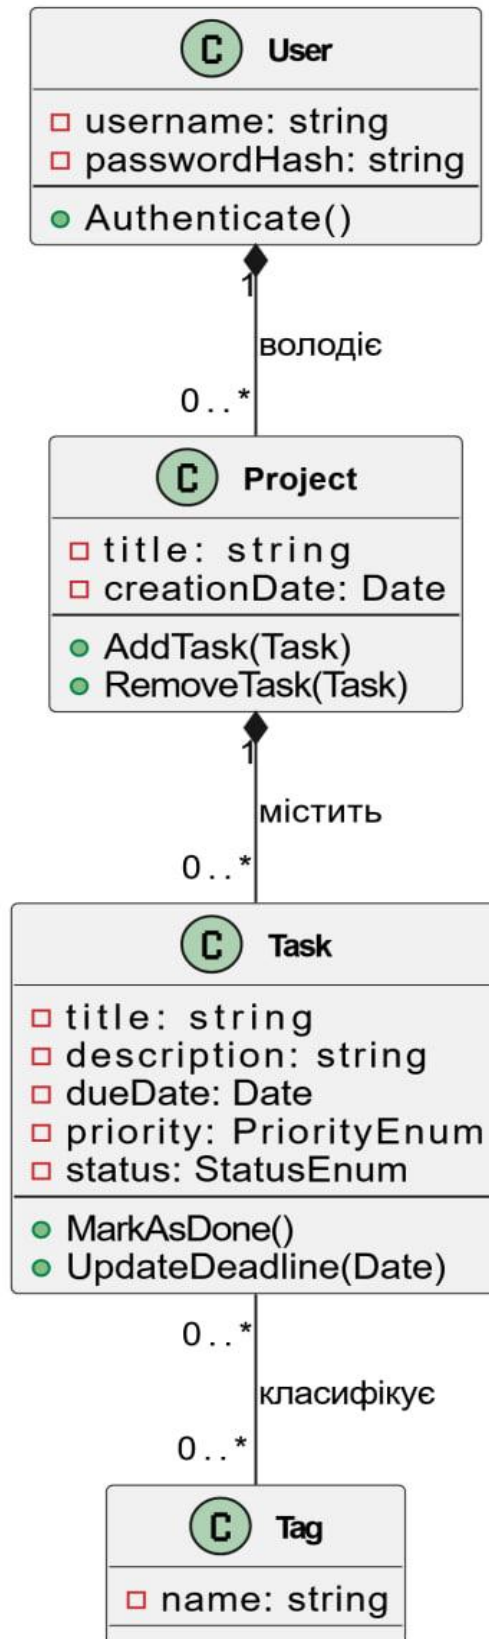 C User
username: string
passwordHash: string
Authenticate()
1
володіє
0..*
C Project
title: string
creationDate: Date
AddTask(Task)
RemoveTask(Task)
1
містить
0..*
C Task
title: string
description: string
dueDate: Date
priority: PriorityEnum
status: StatusEnum
MarkAsDone()
UpdateDeadline(Date)
0..*
класифікує
0..*
C Tag
name: string